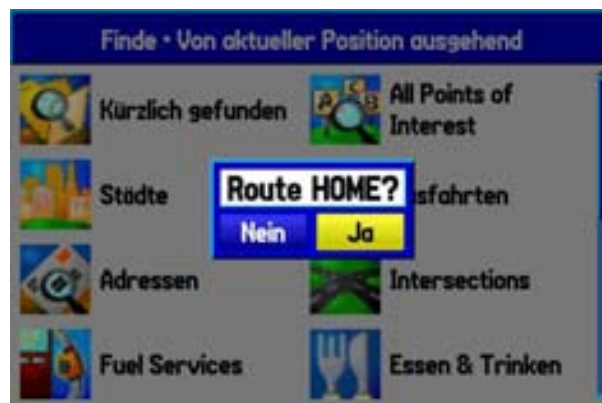 Finde • Von aktueller Position ausgehend
Kürzlich gefunden
All Points of
Interest
Städte
Route HOME?
sfahrten
Nein
Ja
Adressen
Intersections
Fuel Services
Essen & Trinken